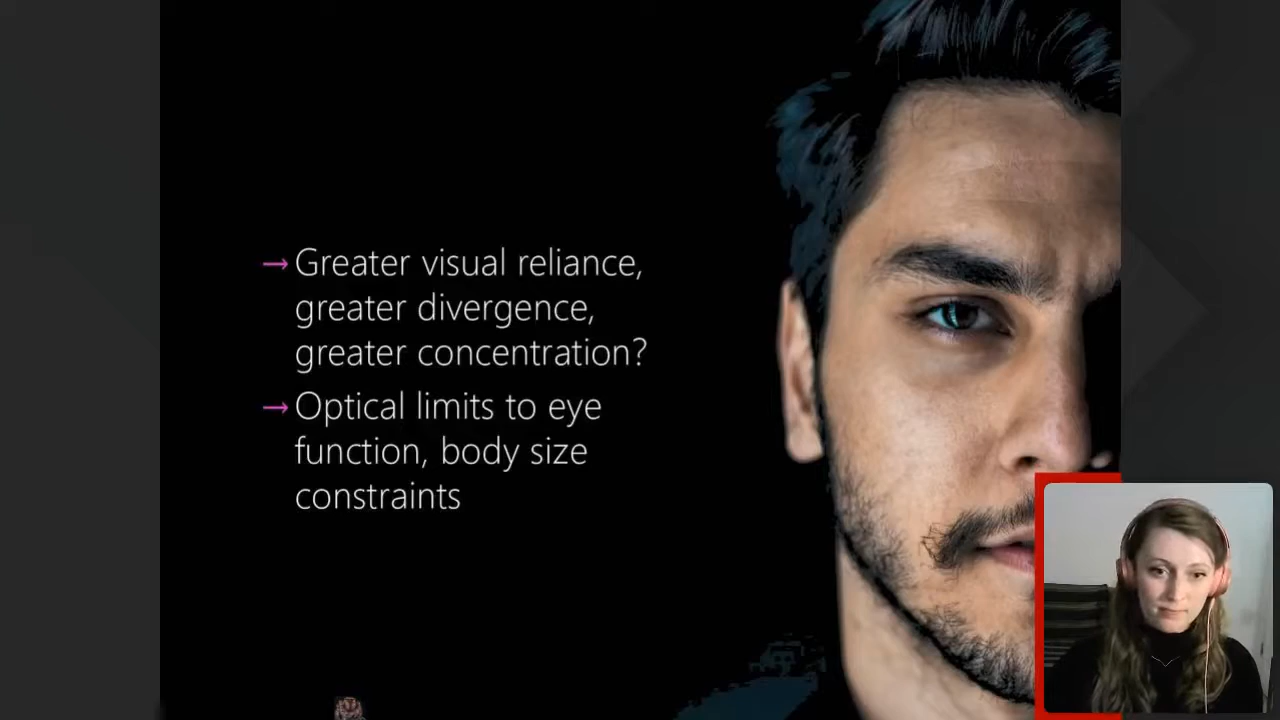 → Greater visual reliance,
greater divergence,
greater concentration?
→ Optical limits to eye
function, body size
constraints